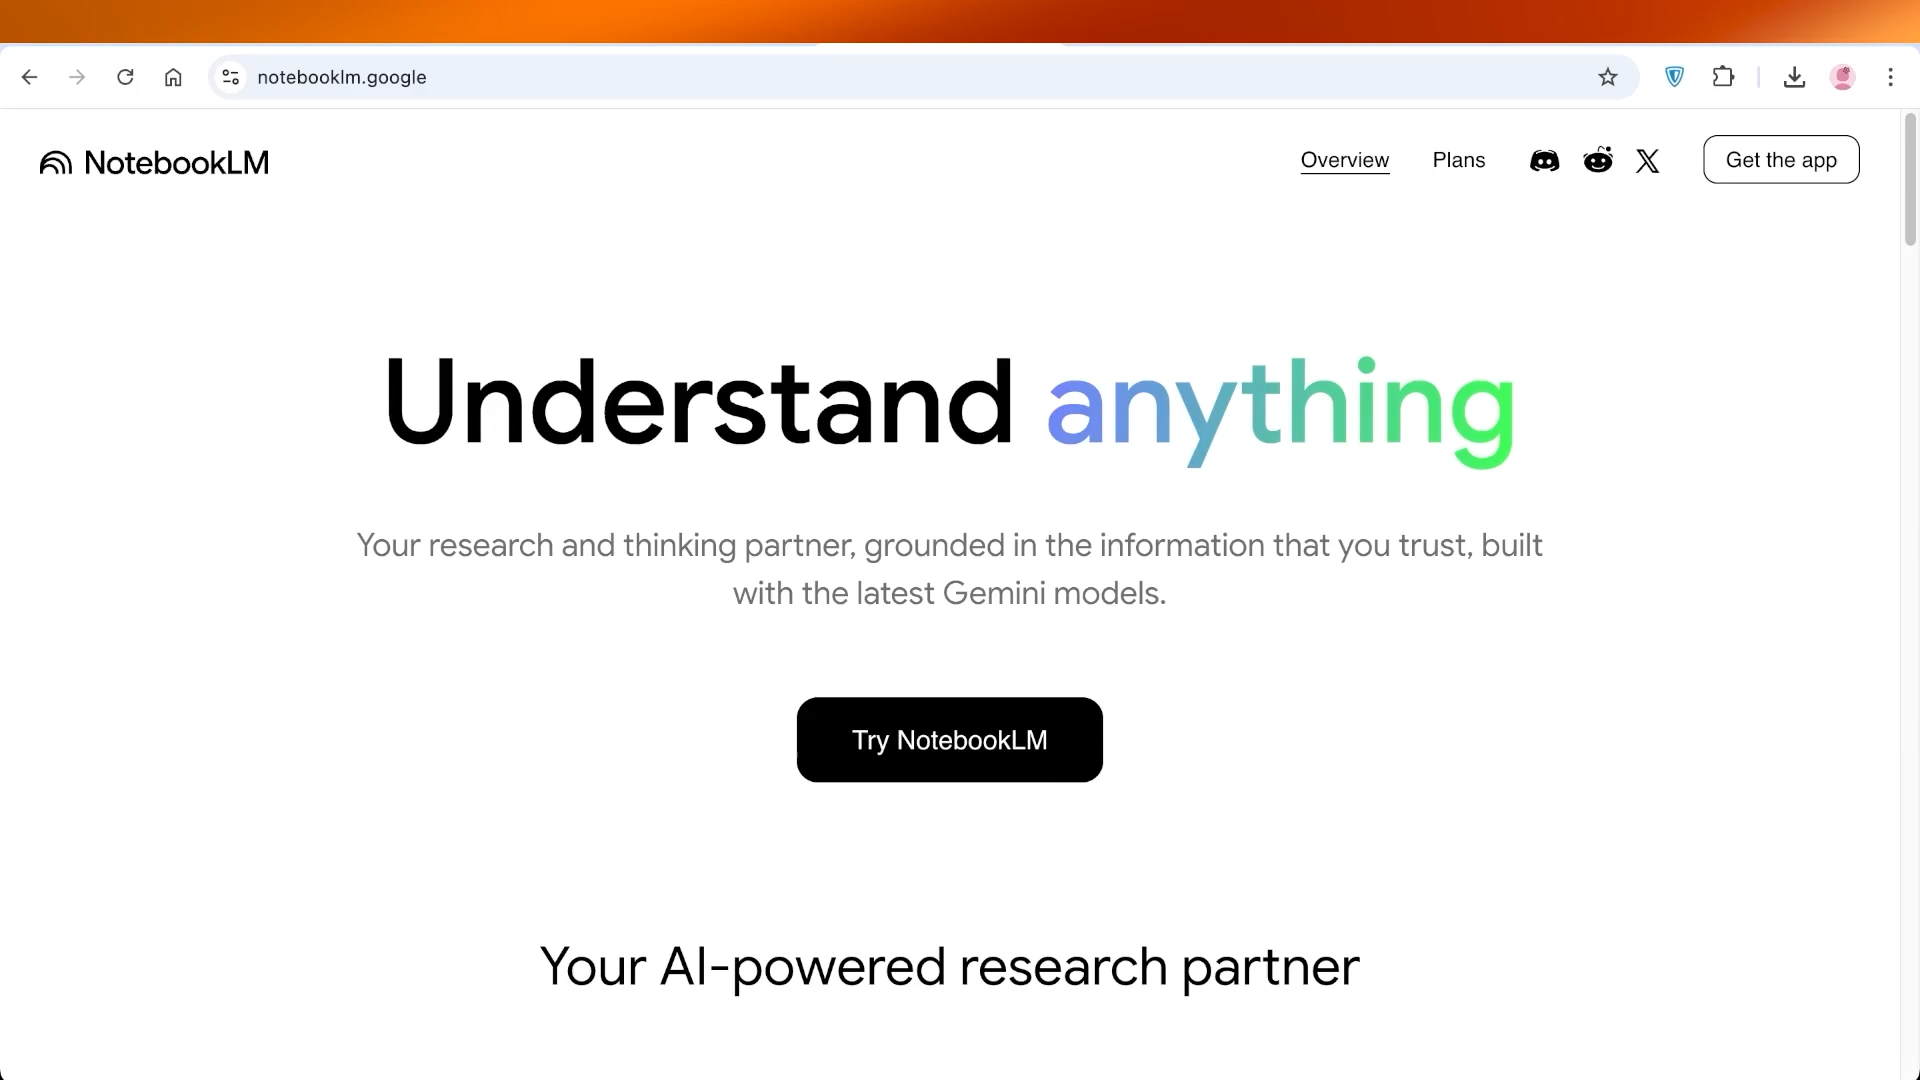 notebooklm.google
NotebookLM
Overview
Plans
Get the app
Understand anything
Your research and thinking partner, grounded in the information that you trust, built
with the latest Gemini models.
Try NotebookLM
Your AI-powered research partner